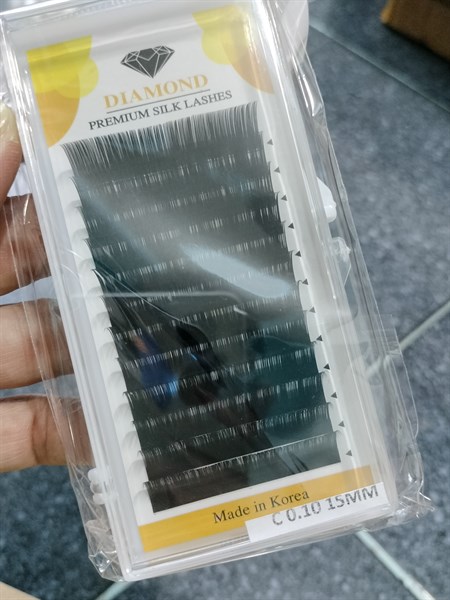 DIAMOND
PREMIUM SILK LASHES
Made in Korea
C 0.10 15MM